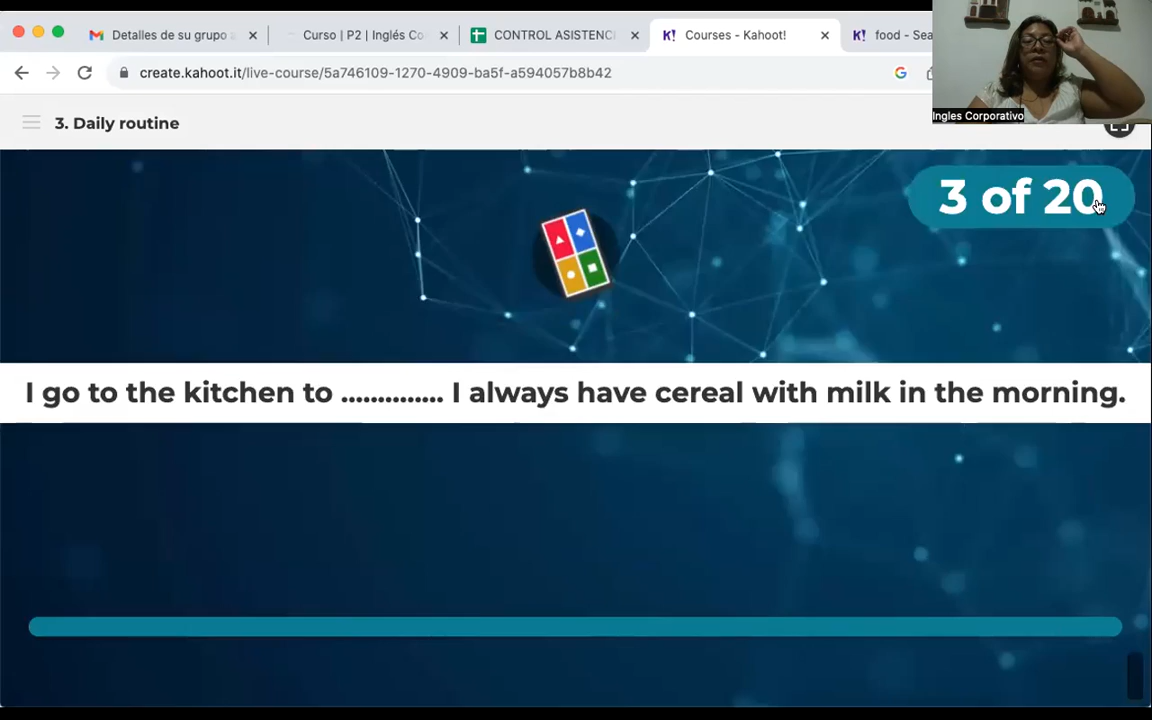 Detalles de su grupo
Curso | P2 | Inglés Co
CONTROL ASISTENC
K! Courses - Kahoot!
K! food - Sea
create.kahoot.it/live-course/5a746109-1270-4909-ba5f-a594057b8b42
G
Ingles Corporativo
3. Daily routine
3 of 20
I go to the kitchen to .............. I always have cereal with milk in the morning.